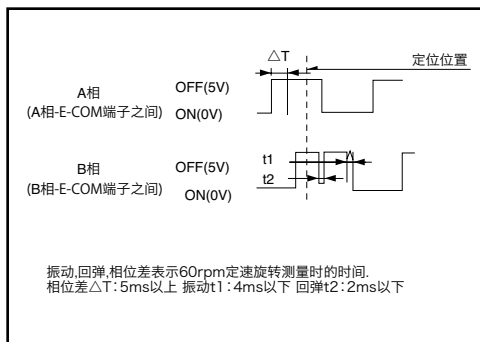 △T
定位位置
A相
(A相-E-COM端子之间)
OFF(5V)
ON(0V)
B相
(B相-E-COM端子之间)
OFF(5V)
ON(0V)
t1
t2
振动,回弹,相位差表示60rpm定速旋转测量时的时间.
相位差△T:5ms以上 振动t1:4ms以下 回弹t2:2ms以下